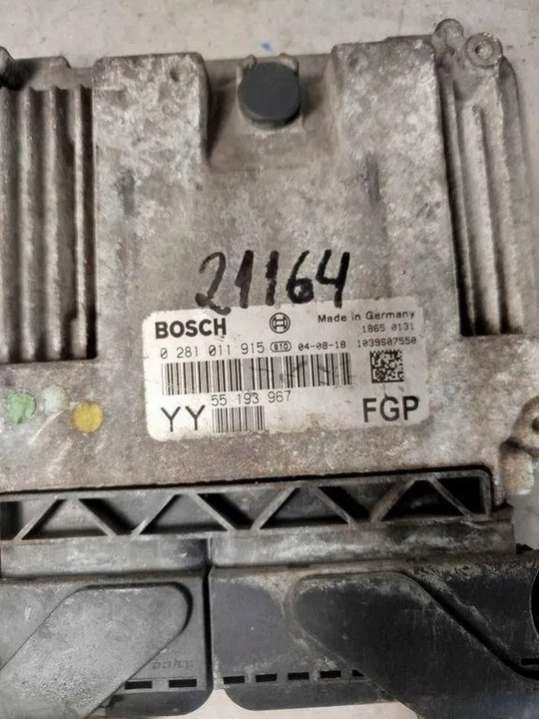 21164
BOSCH
Made in Germany
1865 0131
0 281 011 915 04-08-18 1039S07550
55 193 967
YY
FGP